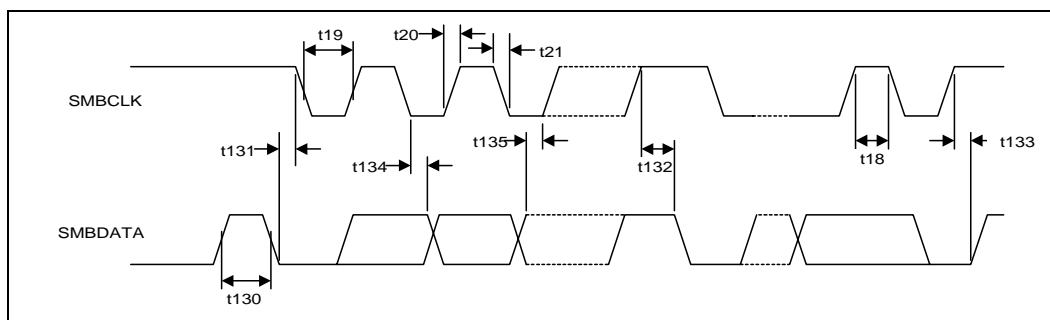 t19
t20
t21
SMBCLK
t131
t134
t135
t132
t18
t133
SMBDATA
t130